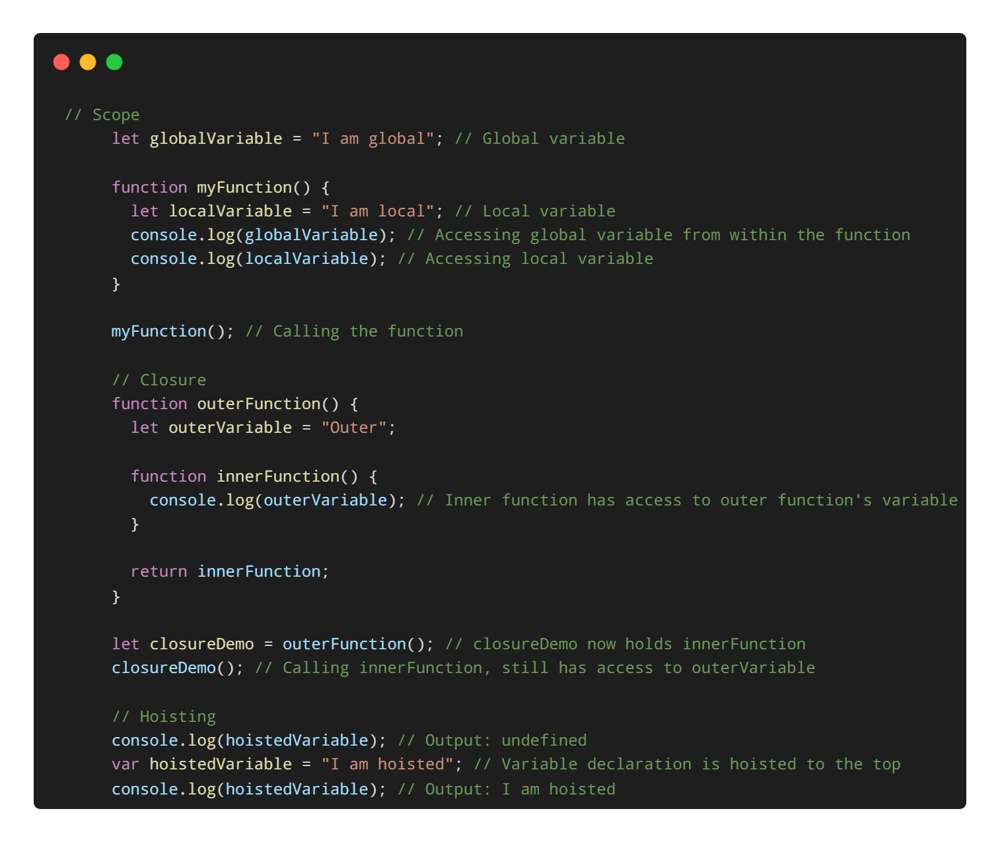 // Scope
let globalVariable = "I am global"; // Global variable
function myFunction() {
let localVariable = "I am local"; // Local variable
console.log(globalVariable); // Accessing global variable from within the function
console.log(localVariable); // Accessing local variable
}
myFunction(); // Calling the function
// Closure
function outerFunction() {
let outerVariable = "Outer";
function innerFunction() {
console.log(outerVariable); // Inner function has access to outer function's variable
}
return innerFunction;
}
let closureDemo = outerFunction(); // closureDemo now holds innerFunction
closureDemo(); // Calling innerFunction, still has access to outerVariable
// Hoisting
console.log(hoistedVariable); // Output: undefined
var hoistedVariable = "I am hoisted"; // Variable declaration is hoisted to the top
console.log(hoistedVariable); // Output: I am hoisted